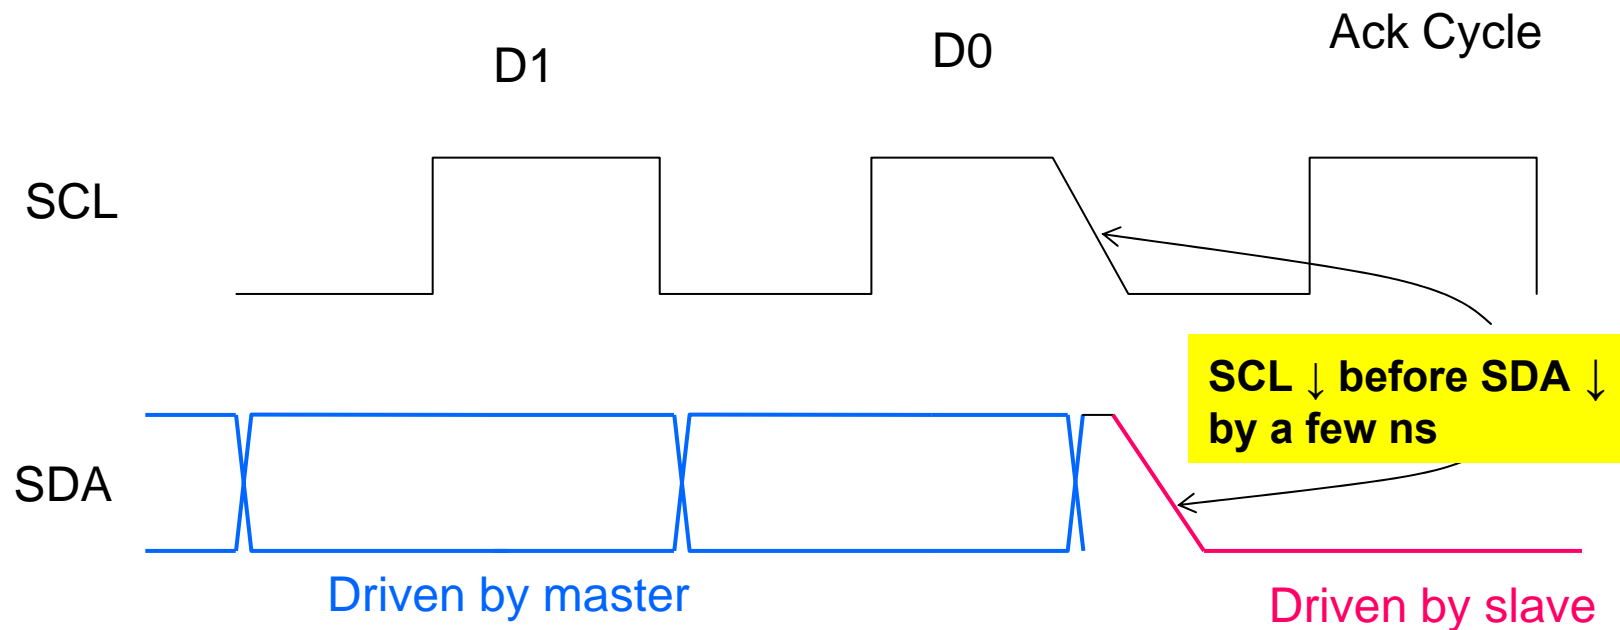 D1
D0
Ack Cycle
SCL
SCL ↓ before SDA ↓
by a few ns
SDA
Driven by master
Driven by slave